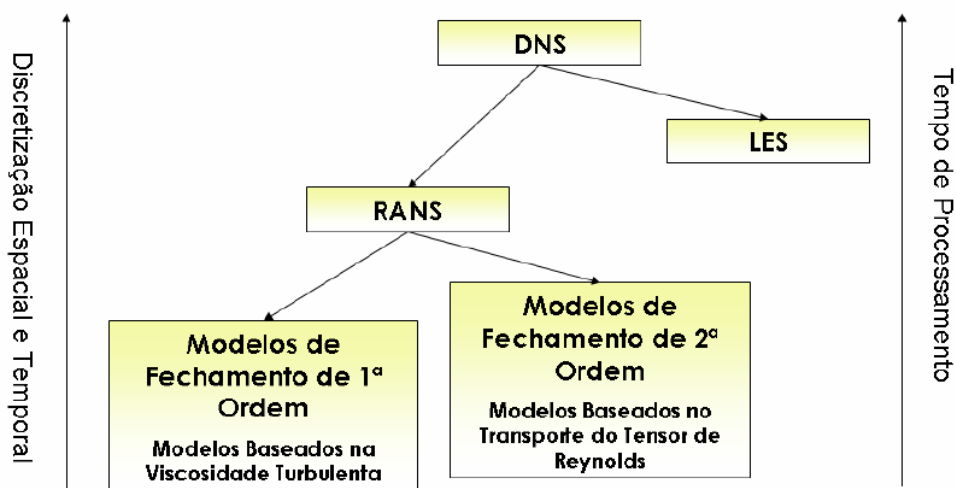 DNS
LES
RANS
Modelos de
Fechamento de 1ª
Ordem
Modelos Baseados na
Viscosidade Turbulenta
Modelos de
Fechamento de 2ª
Ordem
Modelos Baseados no
Transporte do Tensor de
Reynolds
Discretização Espacial e Temporal
Tempo de Processamento